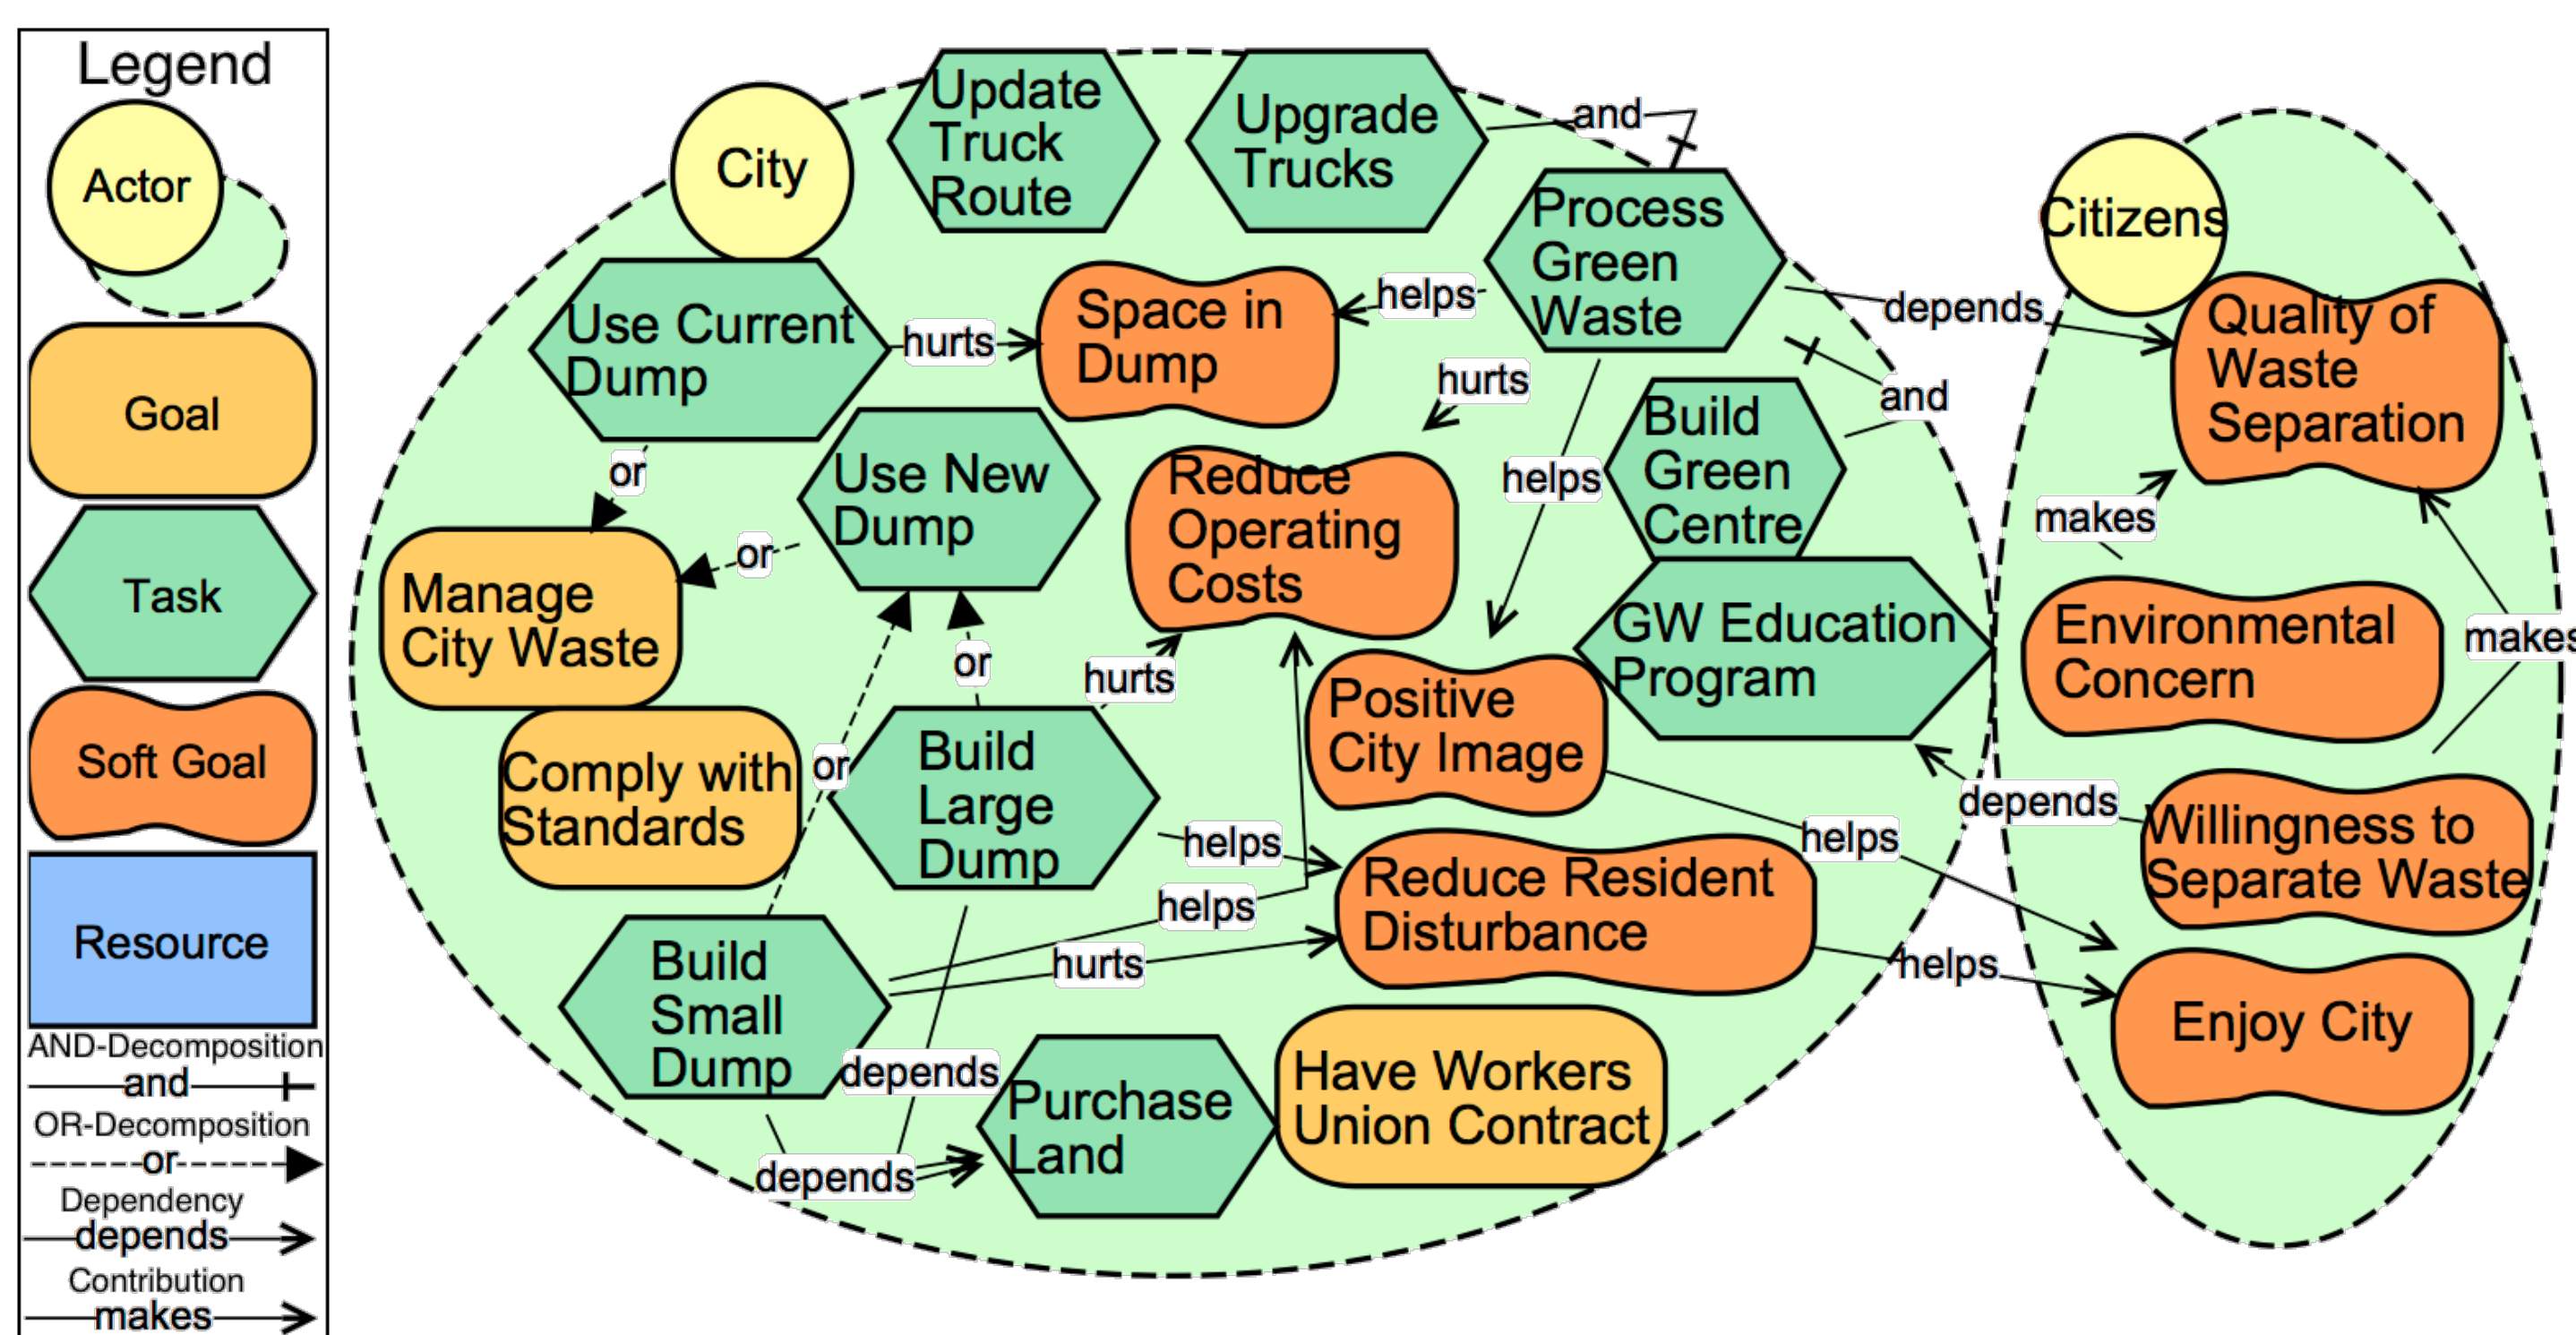 Legend
Actor
Goal
Task
Soft Goal
Resource
AND-Decomposition
and
OR-Decomposition
or
Dependency
depends
Contribution
makes
City
Update
Truck
Route
Upgrade
Trucks
and
Process
Green
Waste
Use Current
Dump
hurts
Space in
Dump
helps
depends
and
hurts
helps
or
Use New
Dump
or
Manage
City Waste
Reduce
Operating
Costs
Build
Green
Centre
GW Education
Program
or
hurts
Comply with
Standards
or
Build
Large
Dump
Positive
City Image
helps
helps
helps
Reduce Resident
Disturbance
hurts
helps
Build
Small
Dump
depends
depends
Purchase
Land
Have Workers
Union Contract
Citizens
Quality of
Waste
Separation
makes
Environmental
Concern
makes
depends
Willingness to
Separate Waste
Enjoy City